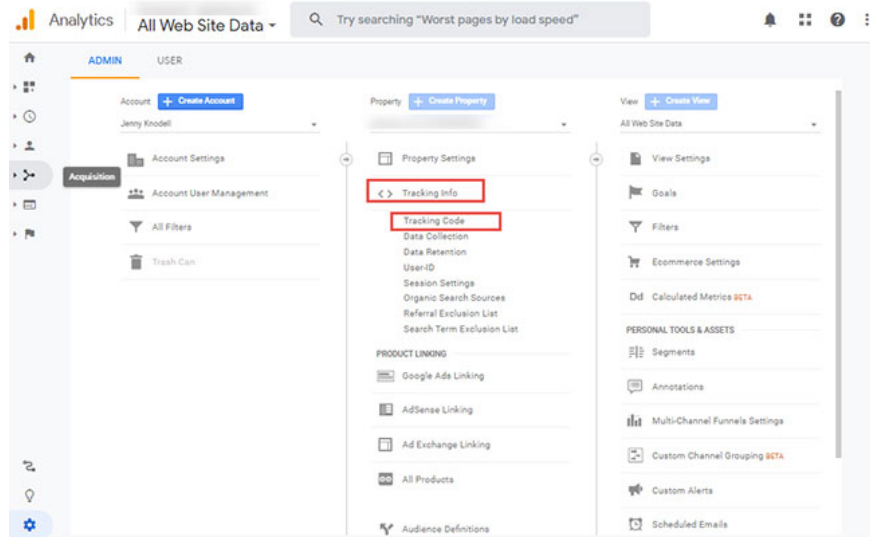 Analytics
All Web Site Data
Try searching "Worst pages by load speed"
ADMIN
USER
Account
+ Create Account
Jenny Knodell
Account Settings
Account User Management
All Filters
Trash Can
Acquisition
Property
+ Create Property
Property Settings
<> Tracking Info
Tracking Code
Data Collection
Data Retention
User-ID
Session Settings
Organic Search Sources
Referral Exclusion List
Search Term Exclusion List
PRODUCT LINKING
Google Ads Linking
AdSense Linking
Ad Exchange Linking
All Products
Audience Definitions
View
+ Create View
All Web Site Data
View Settings
Goals
Filters
Ecommerce Settings
Dd Calculated Metrics BETA
PERSONAL TOOLS & ASSETS
Segments
Annotations
Multi-Channel Funnels Settings
Custom Channel Grouping BETA
Custom Alerts
Scheduled Emails